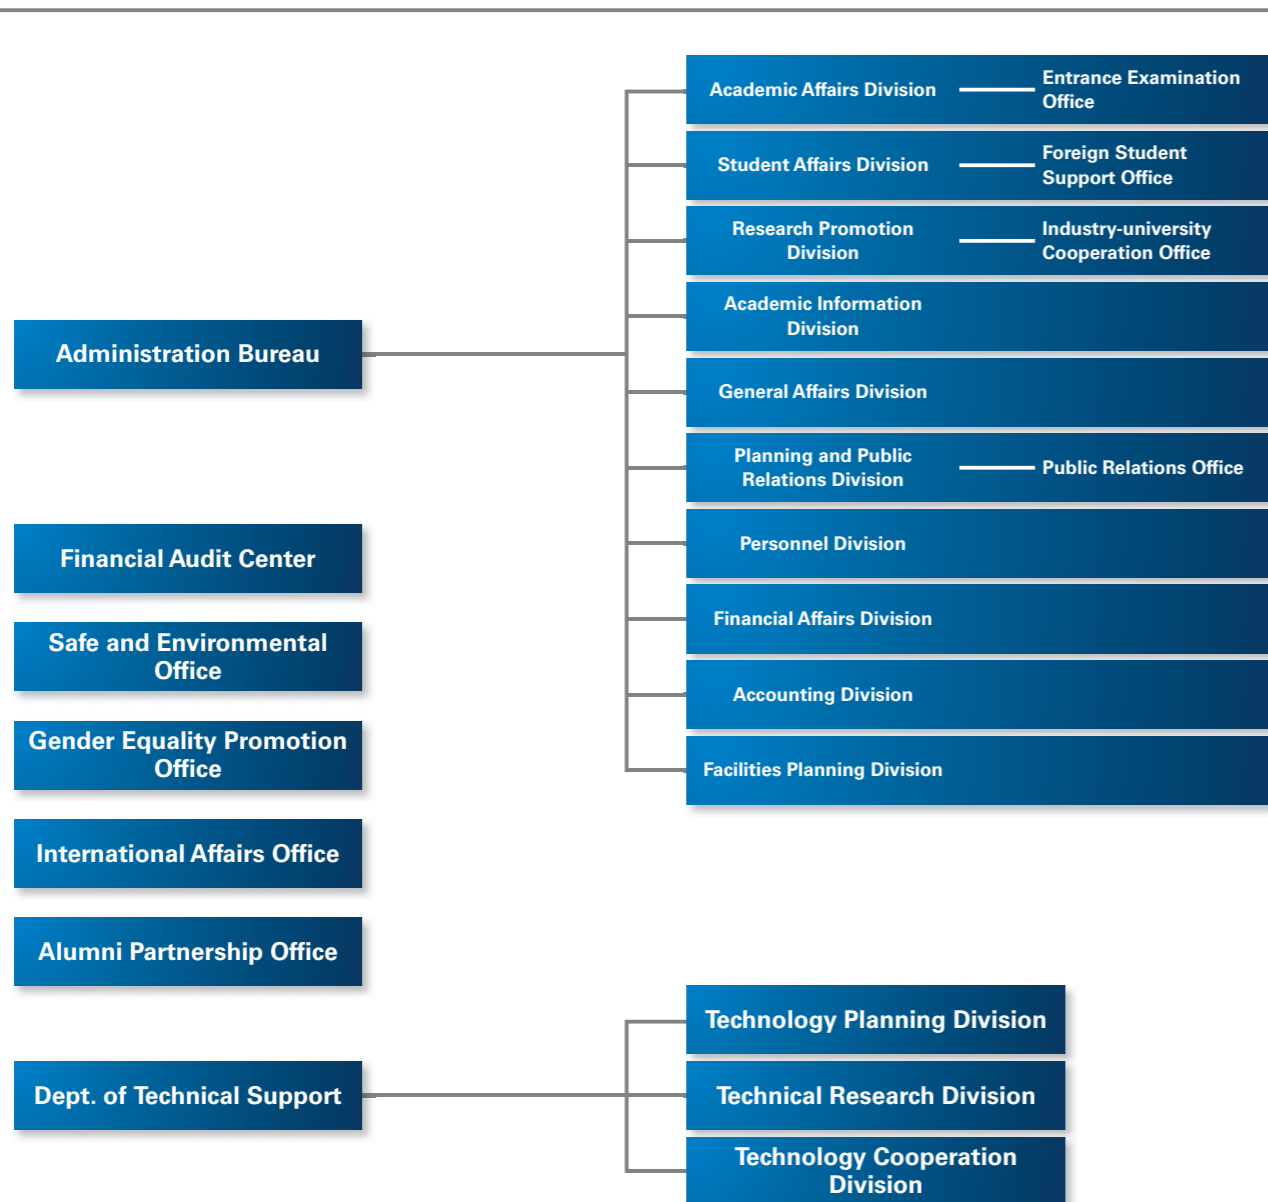 Academic Affairs Division
Entrance Examination
Office
Student Affairs Division
Foreign Student
Support Office
Research Promotion
Division
Industry-university
Cooperation Office
Academic Information
Division
Administration Bureau
General Affairs Division
Planning and Public
Relations Division
Public Relations Office
Personnel Division
Financial Audit Center
Financial Affairs Division
Safe and Environmental
Office
Accounting Division
Gender Equality Promotion
Office
Facilities Planning Division
International Affairs Office
Alumni Partnership Office
Technology Planning Division
Dept. of Technical Support
Technical Research Division
Technology Cooperation
Division